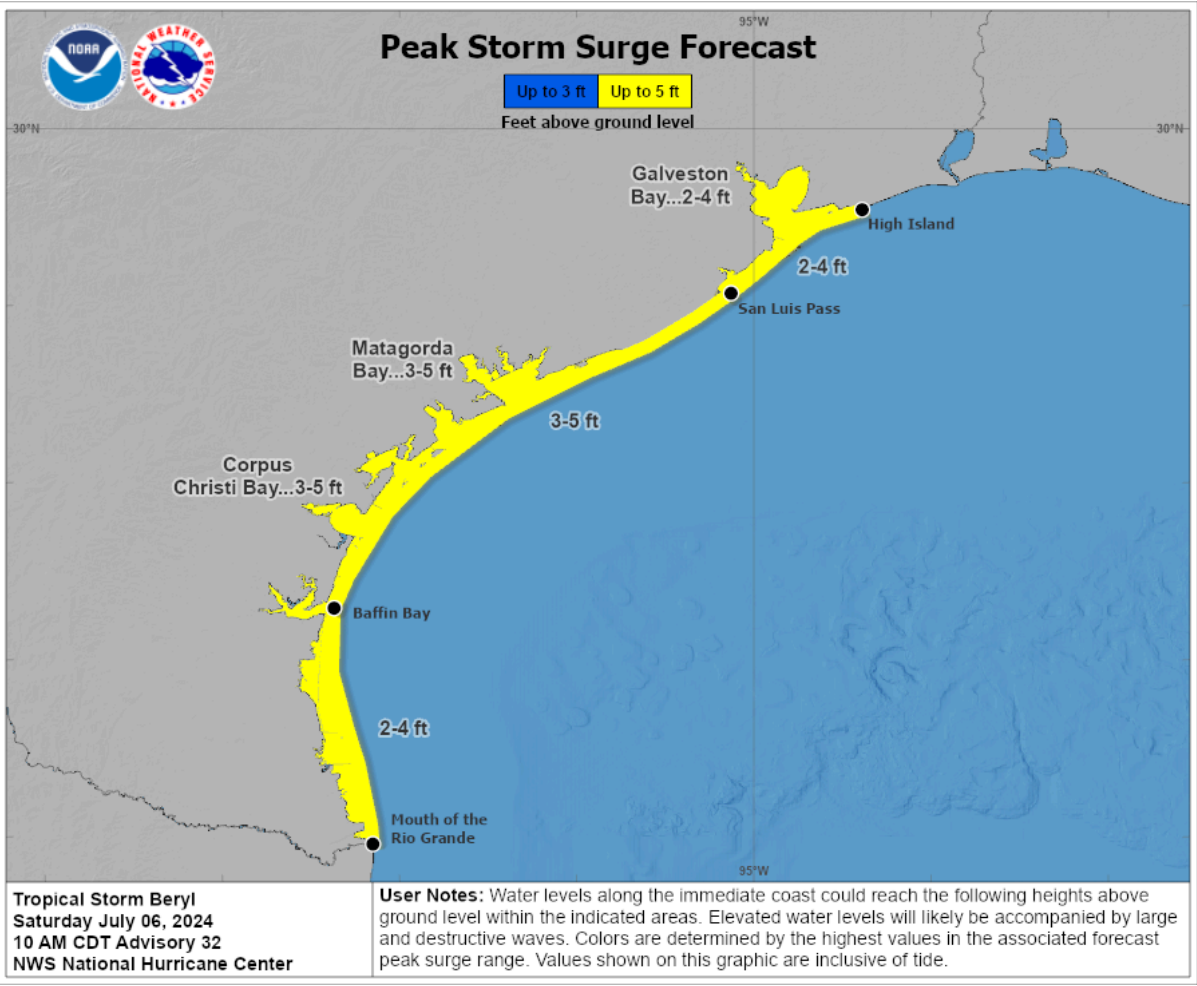 95°W
Peak Storm Surge Forecast
NOAA
NATIONAL WEATHER SERVICE
Up to 3 ft
Up to 5 ft
Feet above ground level
30°N
30°N
Galveston
Bay...2-4 ft
High Island
2-4 ft
San Luis Pass
Matagorda
Bay...3-5 ft
3-5 ft
Corpus
Christi Bay...3-5 ft
Baffin Bay
2-4 ft
Mouth of the
Rio Grande
95°W
Tropical Storm Beryl
Saturday July 06, 2024
10 AM CDT Advisory 32
NWS National Hurricane Center
User Notes: Water levels along the immediate coast could reach the following heights above
ground level within the indicated areas. Elevated water levels will likely be accompanied by large
and destructive waves. Colors are determined by the highest values in the associated forecast
peak surge range. Values shown on this graphic are inclusive of tide.